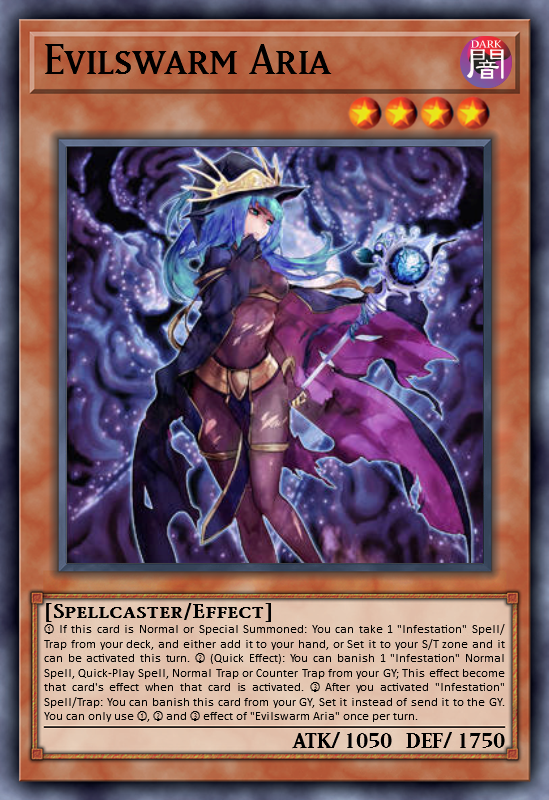 Evilswarm Aria
DARK
闇
[Spellcaster/Effect]
① If this card is Normal or Special Summoned: You can take 1 "Infestation" Spell/
Trap from your deck, and either add it to your hand, or Set it to your S/T zone and it
can be activated this turn. ② (Quick Effect): You can banish 1 "Infestation" Normal
Spell, Quick-Play Spell, Normal Trap or Counter Trap from your GY; This effect become
that card's effect when that card is activated. ③ After you activated "Infestation"
Spell/Trap: You can banish this card from your GY, Set it instead of send it to the GY.
You can only use ①, ② and ② effect of "Evilswarm Aria" once per turn.
ATK/ 1050 DEF/ 1750